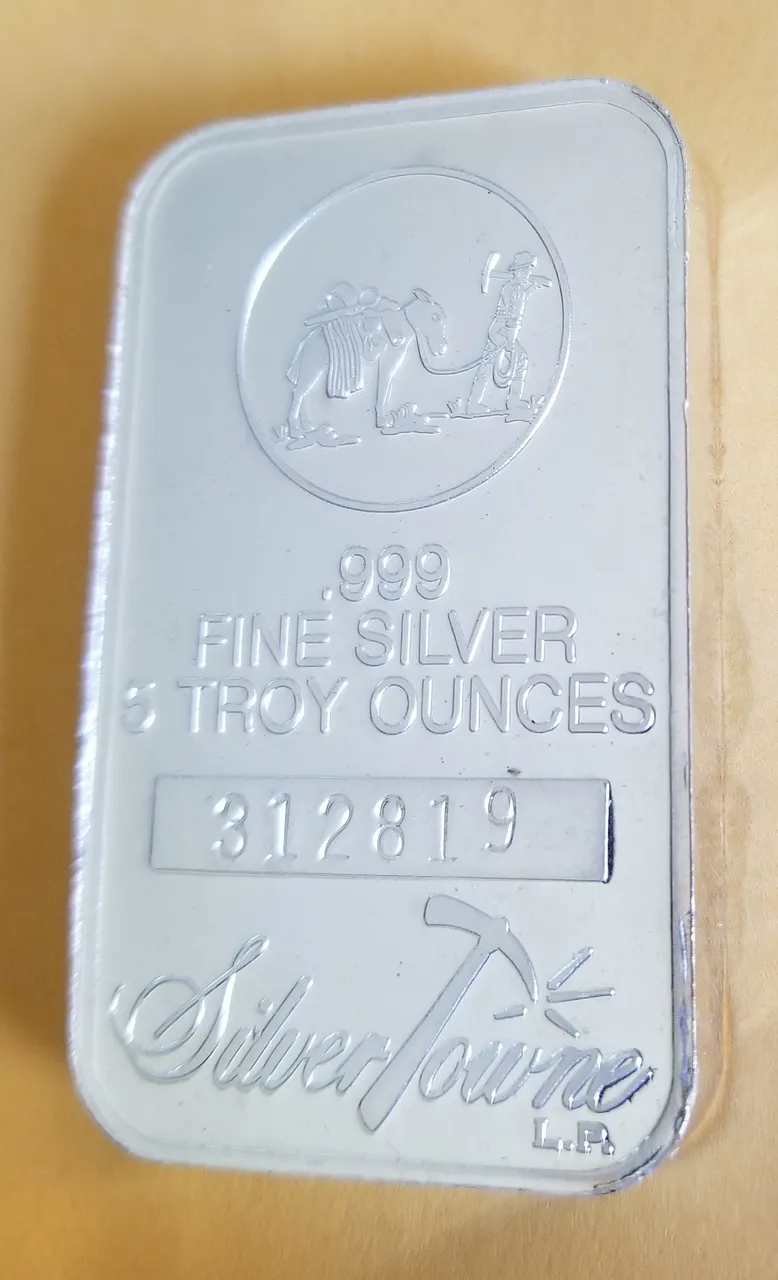 .999
FINE SILVER
5 TROY OUNCES
312819
SilverTowne
L.P.